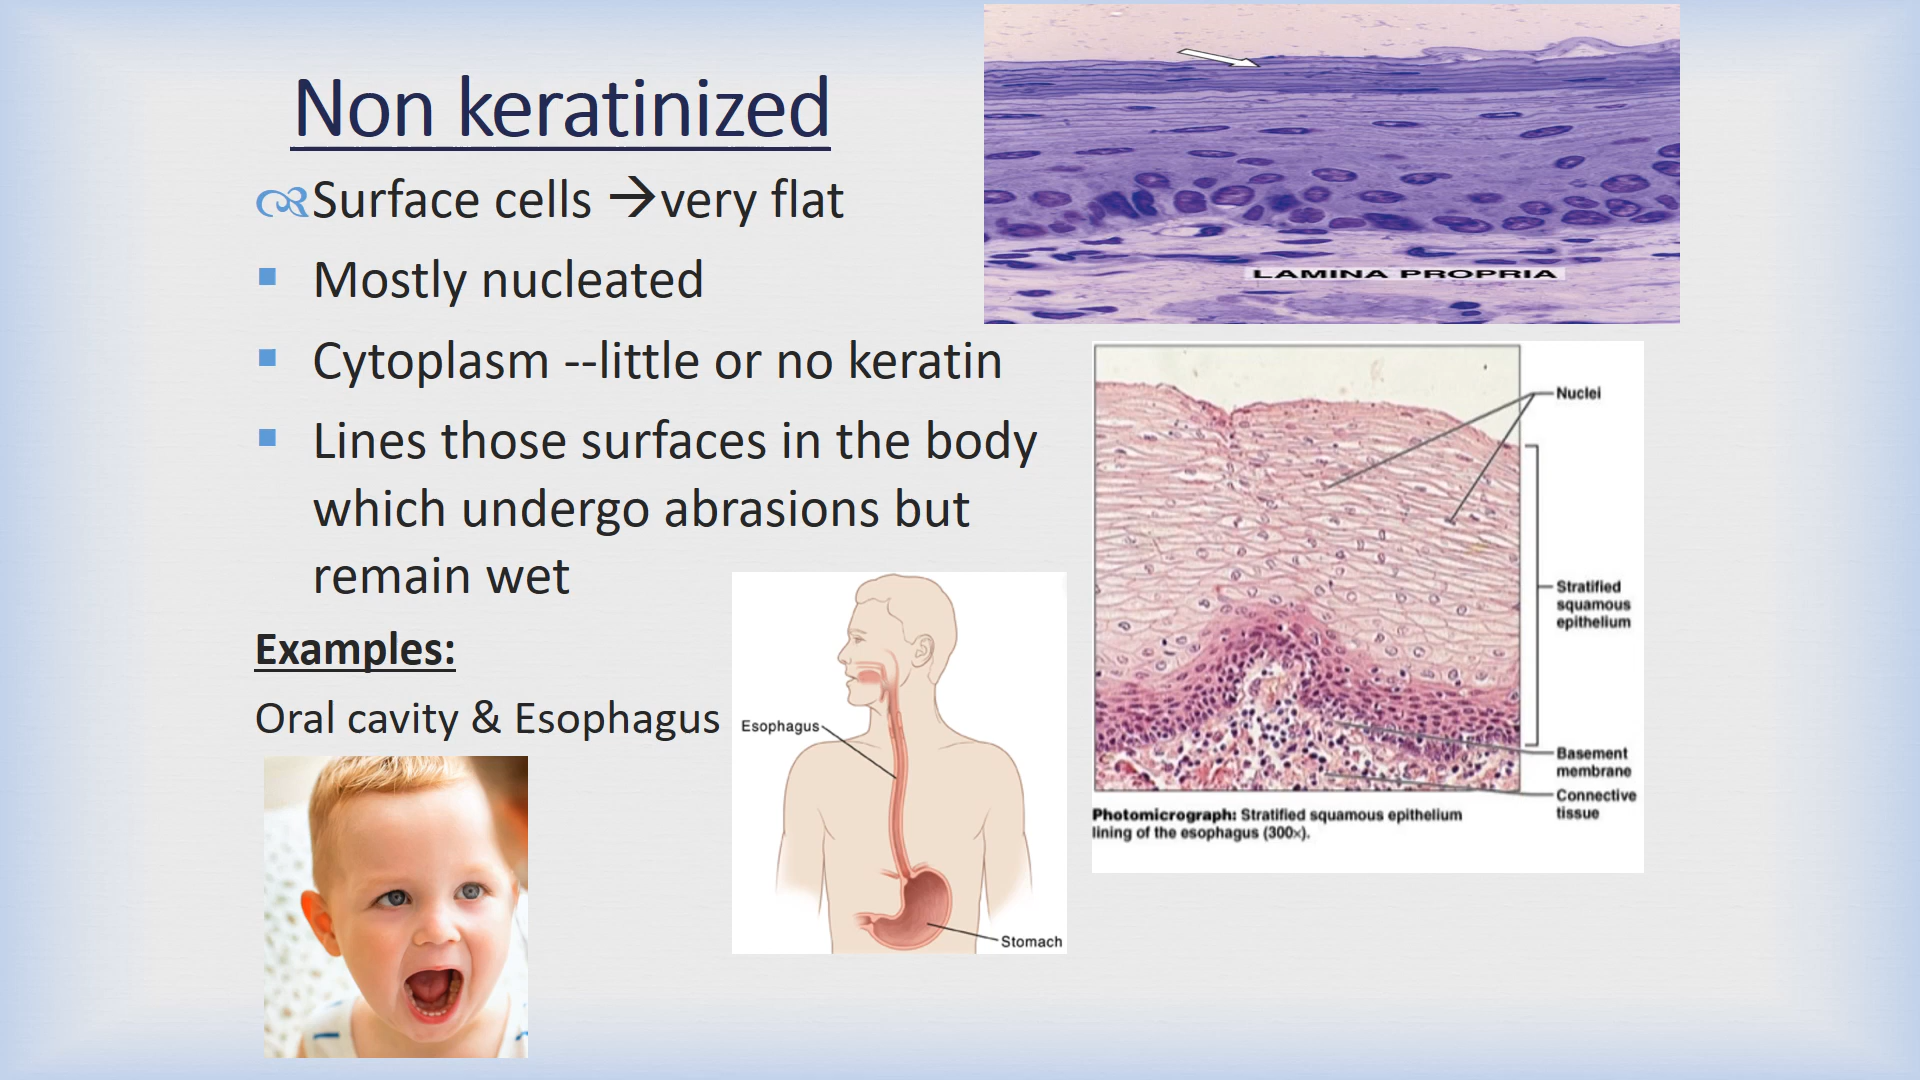 Non keratinized
Surface cells →very flat
▪ Mostly nucleated
▪ Cytoplasm --little or no keratin
▪ Lines those surfaces in the body
which undergo abrasions but
remain wet
Examples:
Oral cavity & Esophagus
LAMINA PROPRIA
Nuclei
Stratified
squamous
epithelium
Basement
membrane
Connective
tissue
Photomicrograph: Stratified squamous epithelium
lining of the esophagus (300×).
Esophagus
Stomach